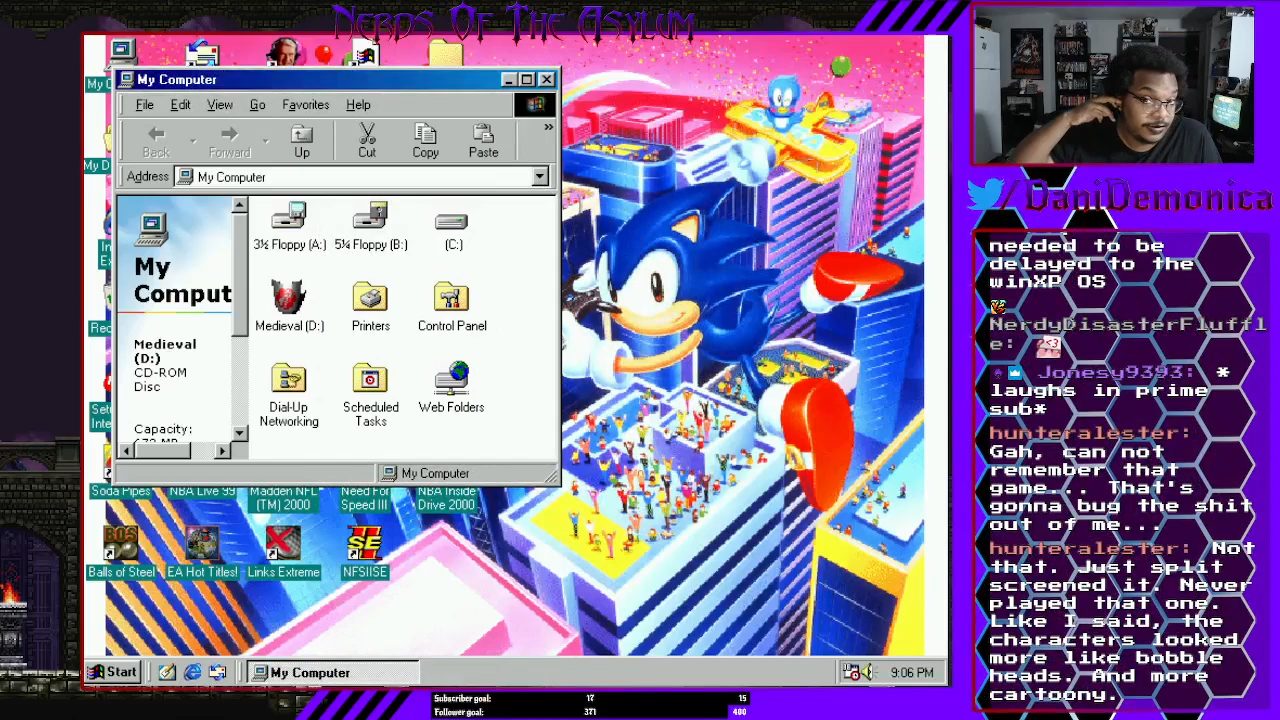 Nerds Of The Asylum
My Computer
File Edit View Go Favorites Help
Back Forward Up Cut Copy Paste
Address My Computer
3½ Floppy (A:) 5¼ Floppy (B:) (C:)
My
Comput
Medieval (D:) Printers Control Panel
Medieval
(D:)
CD-ROM
Disc
Dial-Up
Networking
Scheduled
Tasks
Web Folders
Capacity:
My Computer
Soda Pipes NBA Live 99 Madden NFL
(TM) 2000
Need For
Speed III
NBA Inside
Drive 2000
Balls of Steel EA Hot Titles! Links Extreme NFSIISE
Start My Computer 9:06 PM
Subscriber goal: 17 15
Follower goal: 371 400
/DaniDemonica
needed to be
delayed to the
winXP OS
NerdyDisasterFluffl
e:
Jonesy9393: *
laughs in prime
sub*
hunteralester:
Gah, can not
remember that
game... That's
gonna bug the shit
out of me...
hunteralester: Not
that. Just split
screened it. Never
played that one.
Like I said, the
characters looked
more like bobble
heads. And more
cartoony.